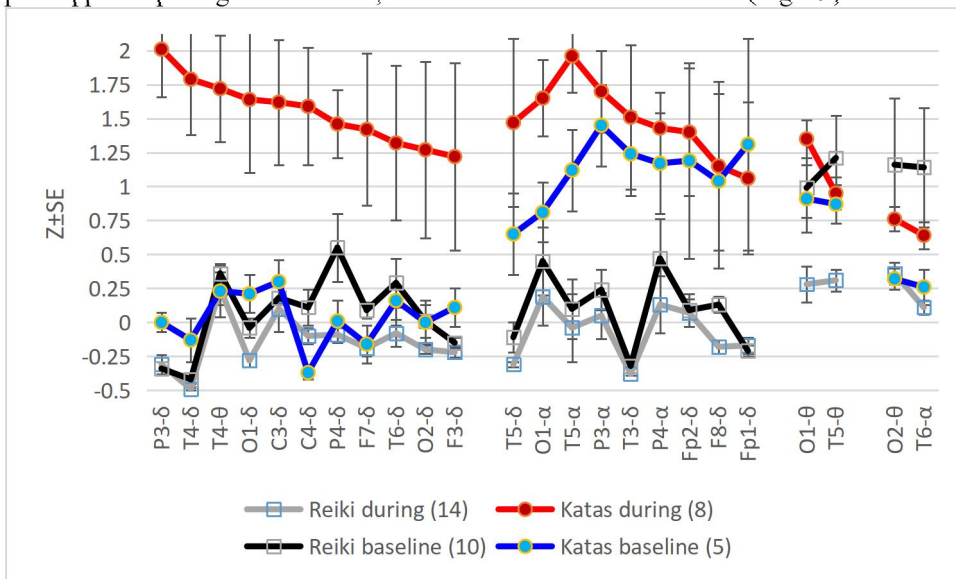 2
1.75
1.5
1.25
1
0.75
0.5
0.25
0
-0.25
-0.5
Z±SE
P3-δ
T4-δ
T4-θ
O1-δ
C3-δ
C4-δ
P4-δ
F7-δ
T6-δ
O2-δ
F3-δ
T5-δ
O1-α
T5-α
P3-α
T3-δ
P4-α
Fp2-δ
F8-δ
Fp1-δ
O1-θ
T5-θ
O2-θ
T6-α
Reiki during (14) Katas during (8)
Reiki baseline (10) Katas baseline (5)